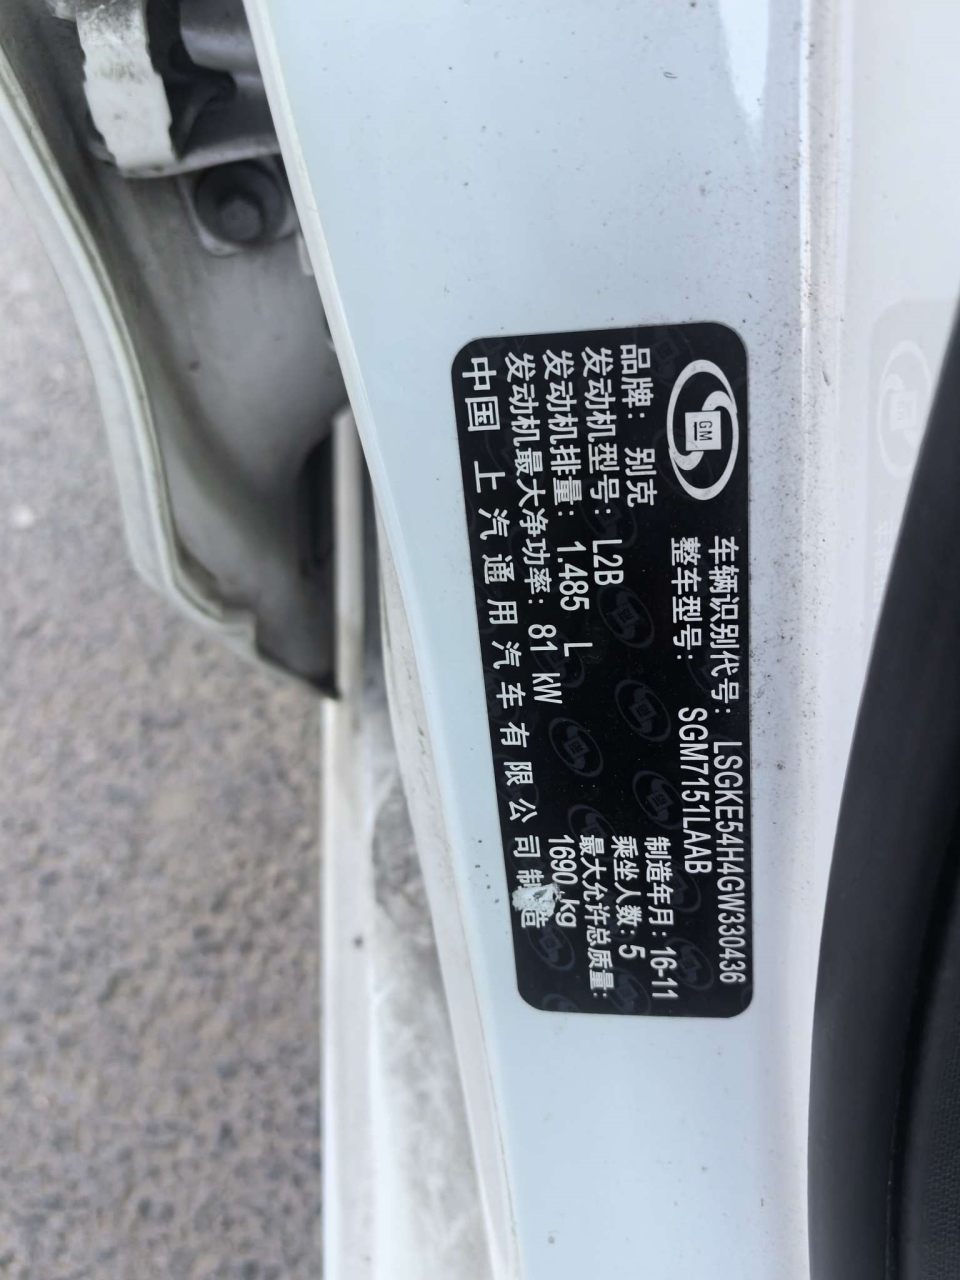 GM
车辆识别代号: LSGKE54H4GW330436
整车型号: SGM7151LAAB
品牌: 别克
制造年月: 16-11
发动机型号: L2B
乘坐人数: 5
发动机排量: 1.485 L
最大允许总质量:
发动机最大净功率: 81 kW
1690 kg
中国 上汽通用汽车有限公司制造